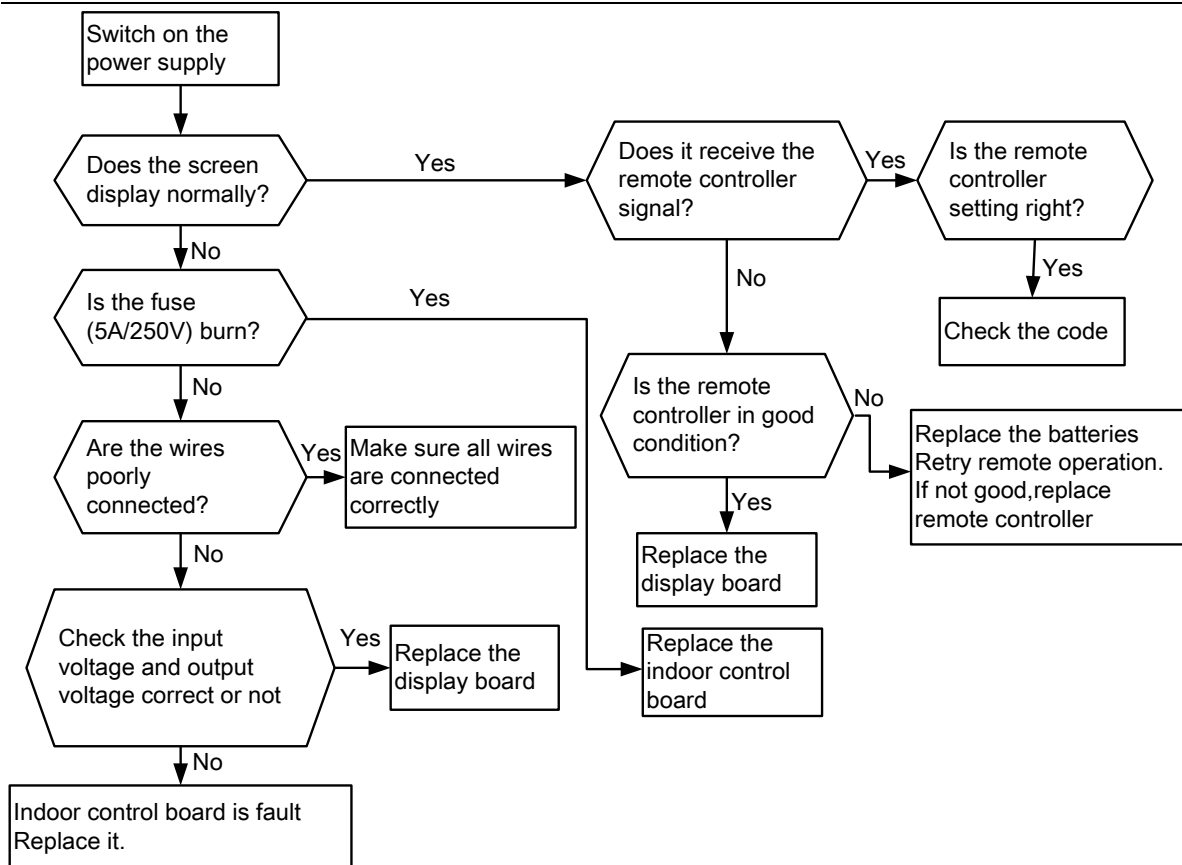 Switch on the
power supply
Does the screen
display normally?
Yes
Does it receive the
remote controller
signal?
Yes
Is the remote
controller
setting right?
No
Is the fuse
(5A/250V) burn?
Yes
No
Yes
Check the code
No
Are the wires
poorly
connected?
Yes
Make sure all wires
are connected
correctly
Is the remote
controller in good
condition?
No
Replace the batteries
Retry remote operation.
If not good,replace
remote controller
Yes
Replace the
display board
No
Check the input
voltage and output
voltage correct or not
Yes
Replace the
display board
Replace the
indoor control
board
No
Indoor control board is fault
Replace it.